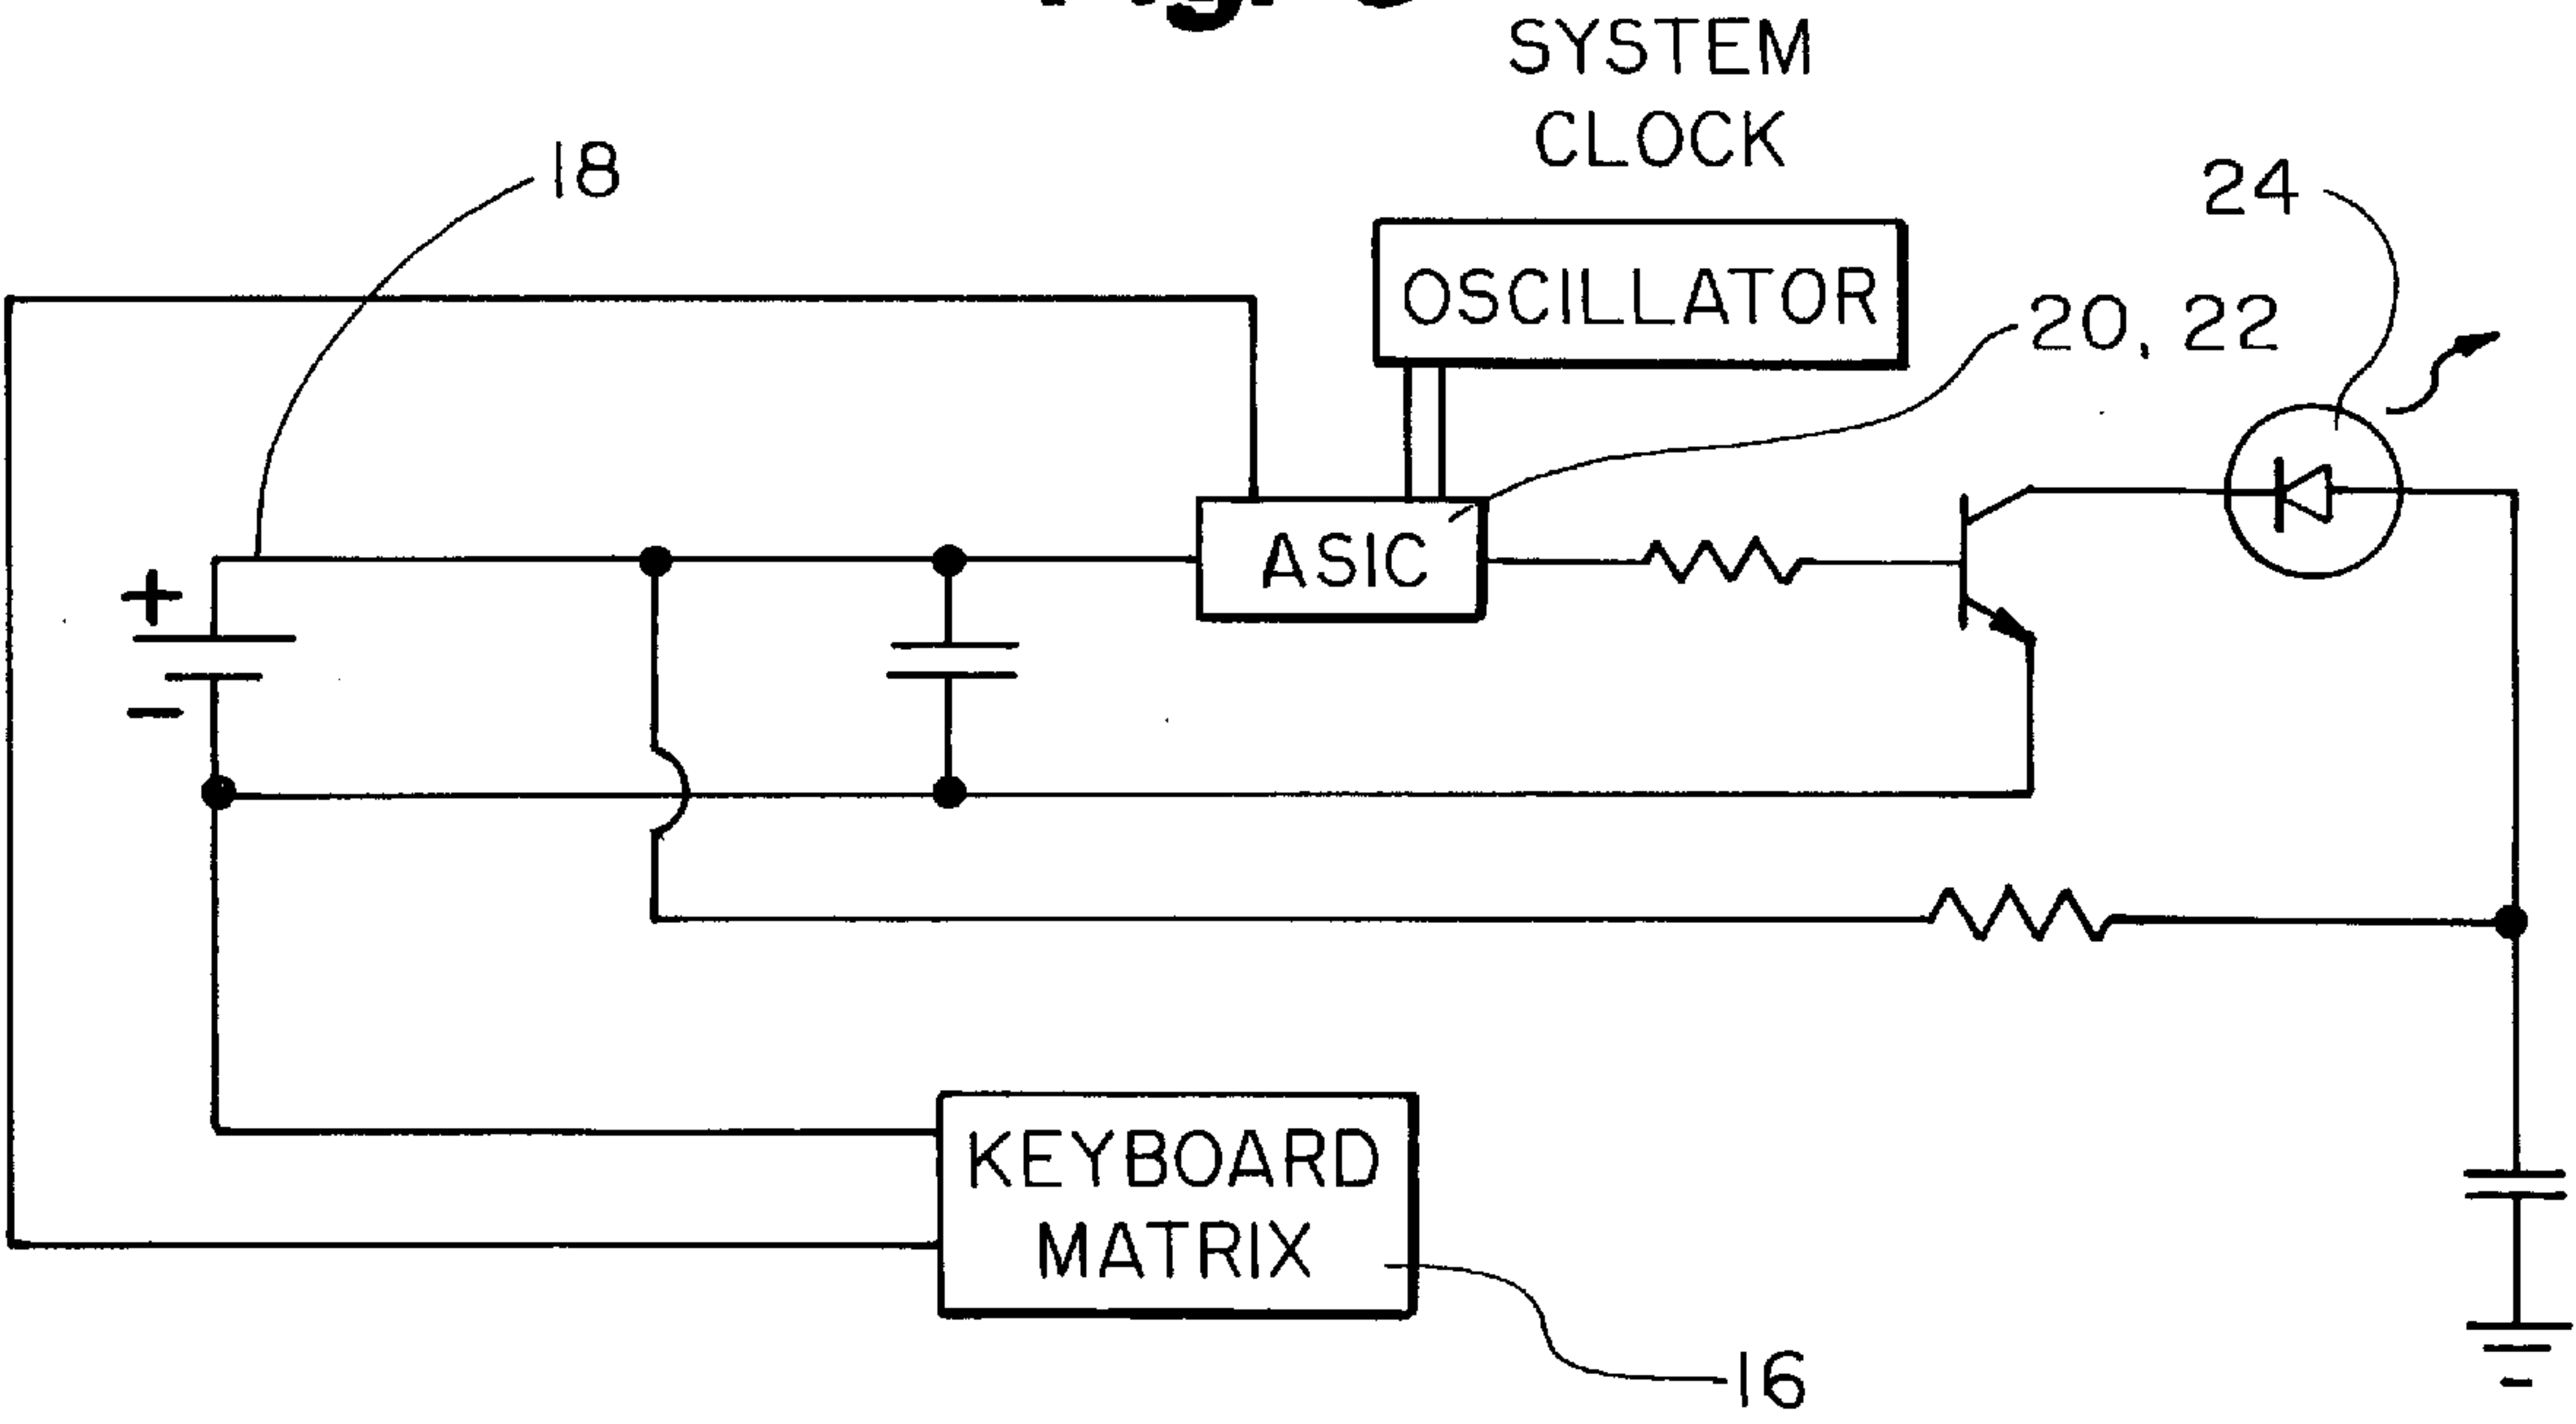 SYSTEM
CLOCK
18
24
OSCILLATOR
20, 22
ASIC
+
−
KEYBOARD
MATRIX
16